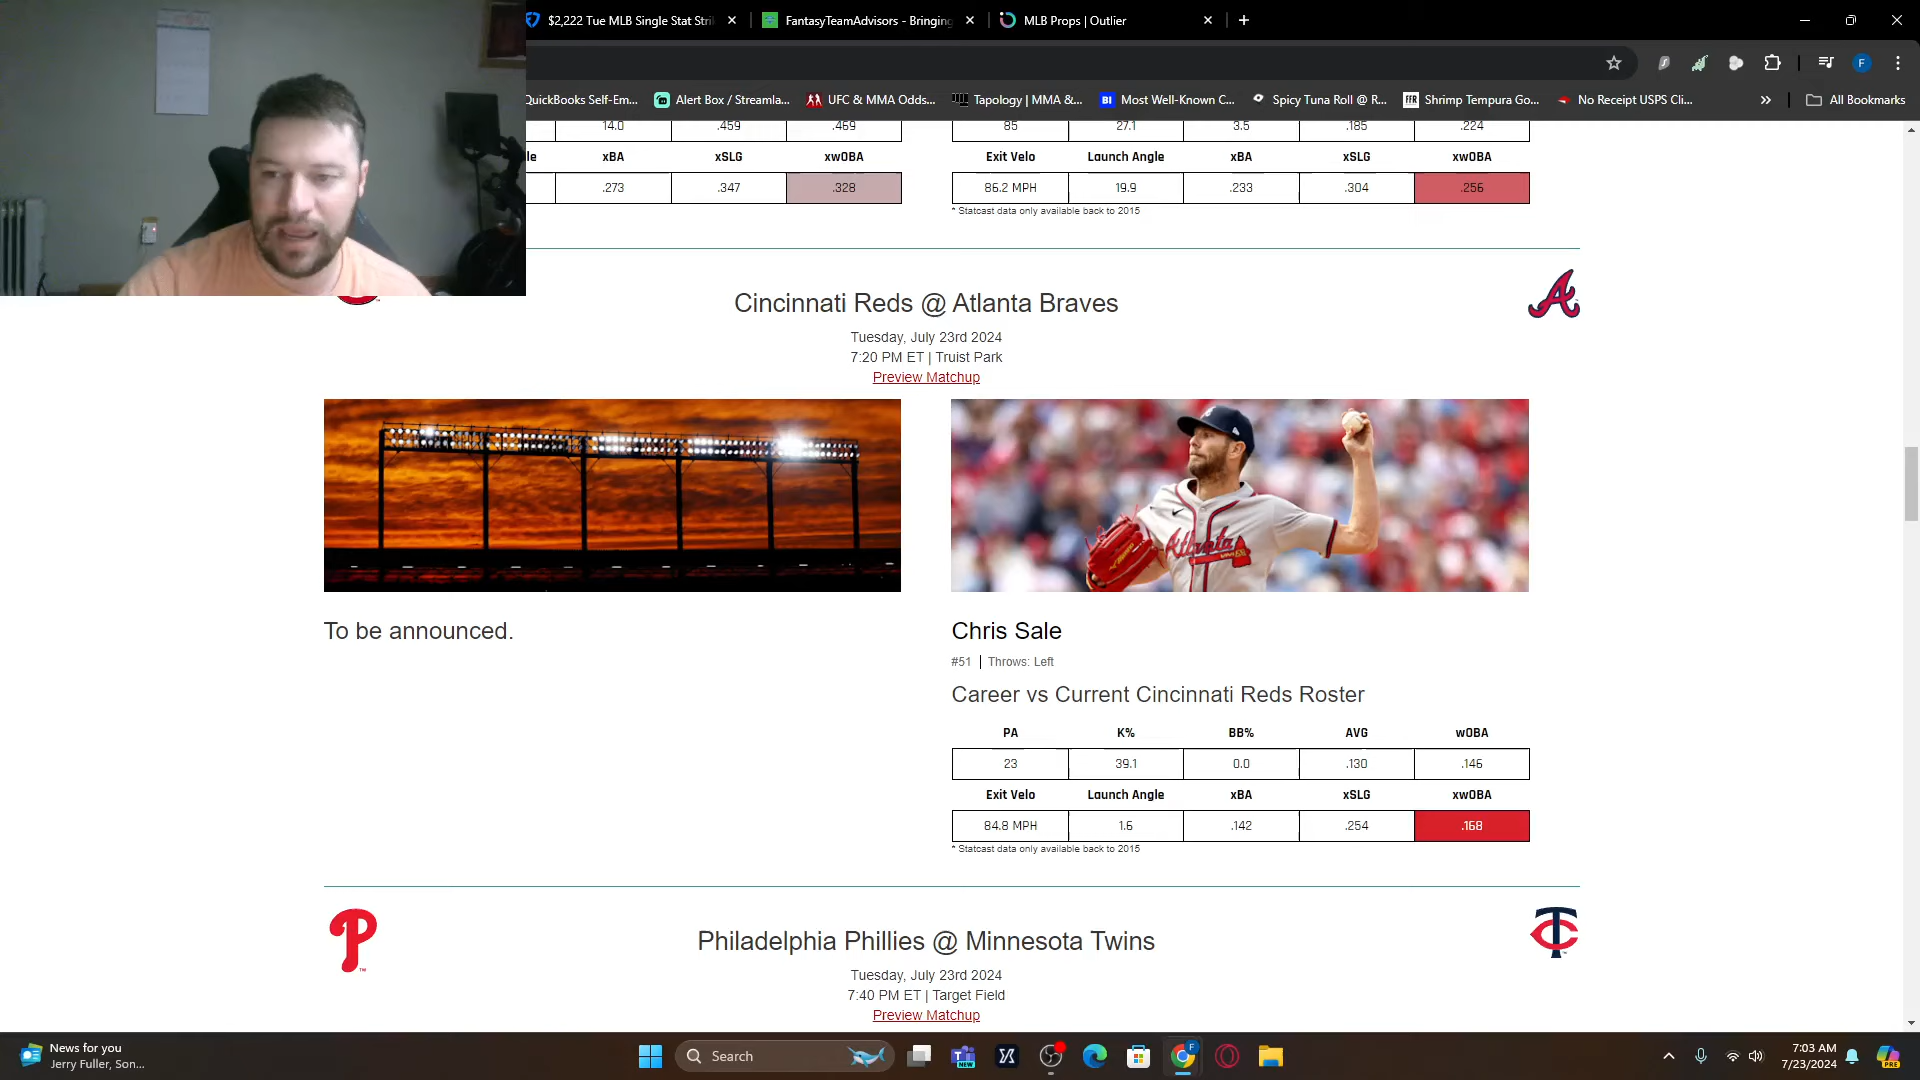 $2,222 Tue MLB Single Stat Stri
FantasyTeamAdvisors - Bringing
MLB Props | Outlier
F
QuickBooks Self-Em...
Alert Box / Streamla...
UFC & MMA Odds...
Tapology | MMA &...
BI Most Well-Known C...
Spicy Tuna Roll @ R...
FFR Shrimp Tempura Go...
No Receipt USPS Cli...
All Bookmarks
14.0 .459 .469
le xBA xSLG xwOBA
.273 .347 .328
85 27.1 3.5 .185 .224
Exit Velo Launch Angle xBA xSLG xwOBA
86.2 MPH 19.9 .233 .304 .256
* Statcast data only available back to 2015
Cincinnati Reds @ Atlanta Braves
A
Tuesday, July 23rd 2024
7:20 PM ET | Truist Park
Preview Matchup
Atlanta
To be announced.
Chris Sale
#51 | Throws: Left
Career vs Current Cincinnati Reds Roster
PA K% BB% AVG wOBA
23 39.1 0.0 .130 .146
Exit Velo Launch Angle xBA xSLG xwOBA
84.8 MPH 1.6 .142 .254 .168
* Statcast data only available back to 2015
P
Philadelphia Phillies @ Minnesota Twins
TC
Tuesday, July 23rd 2024
7:40 PM ET | Target Field
Preview Matchup
News for you
Jerry Fuller, Son...
Search
NEW
F
7:03 AM
7/23/2024
PRE